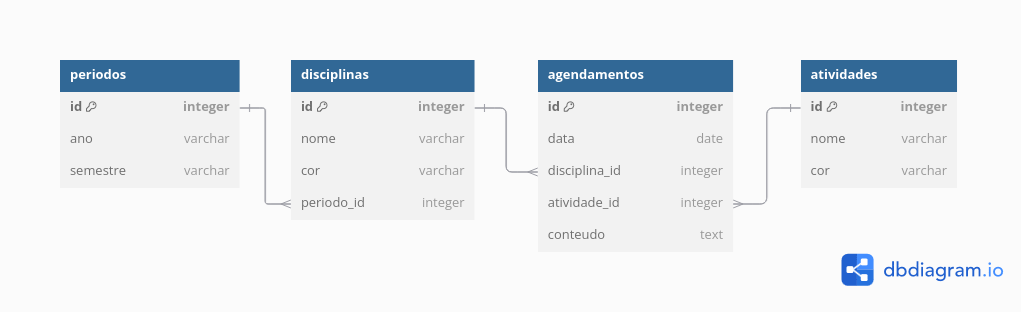 periodos
id integer
ano varchar
semestre varchar
disciplinas
id integer
nome varchar
cor varchar
periodo_id integer
agendamentos
id integer
data date
disciplina_id integer
atividade_id integer
conteudo text
atividades
id integer
nome varchar
cor varchar
dbdiagram.io